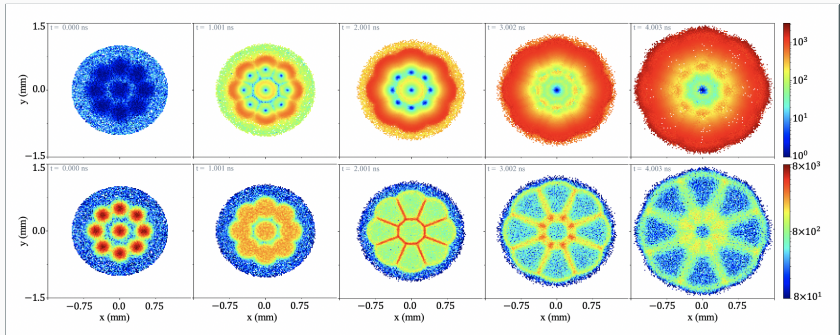 1.5 t = 0.000 ns t = 1.001 ns t = 2.001 ns t = 3.002 ns t = 4.003 ns
10³
y (mm) 0.0 10²
10¹
−1.5 10⁰
1.5 t = 0.000 ns t = 1.001 ns t = 2.001 ns t = 3.002 ns t = 4.003 ns 8×10³
y (mm) 0.0 8×10²
−1.5 8×10¹
−0.75 0.0 0.75 −0.75 0.0 0.75 −0.75 0.0 0.75 −0.75 0.0 0.75 −0.75 0.0 0.75
x (mm) x (mm) x (mm) x (mm) x (mm)